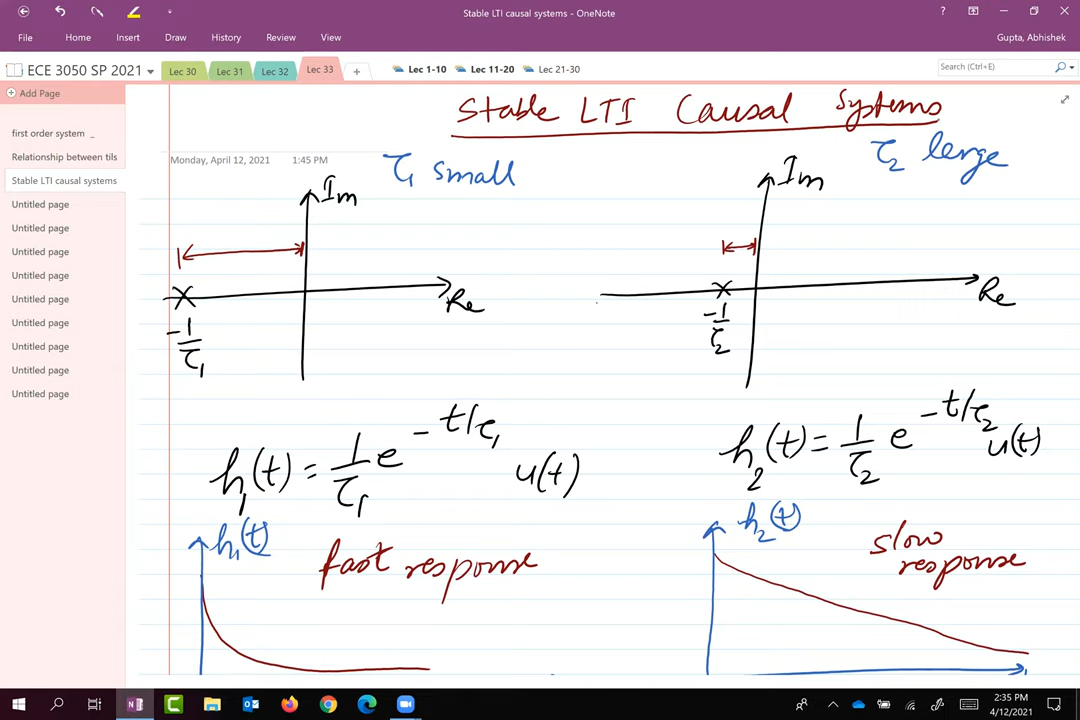 Stable LTI causal systems - OneNote
Gupta, Abhishek
File Home Insert Draw History Review View
ECE 3050 SP 2021
Lec 30
Lec 31
Lec 32
Lec 33
Lec 1-10
Lec 11-20
Lec 21-30
Search (Ctrl+E)
Add Page
first order system _
Relationship between tils
Stable LTI causal systems
Untitled page
Untitled page
Untitled page
Untitled page
Untitled page
Untitled page
Untitled page
Untitled page
Untitled page
Stable LTI Causal Systems
Monday, April 12, 2021 1:45 PM
τ₁ small
τ₂ lerge
Im
Re
-1/τ₁
Im
Re
-1/τ₂
h₁(t) = 1/τ₁ e^(-t/τ₁) u(t)
h₂(t) = 1/τ₂ e^(-t/τ₂) u(t)
h₁(t)
fast response
h₂(t)
slow
response
2:35 PM
4/12/2021